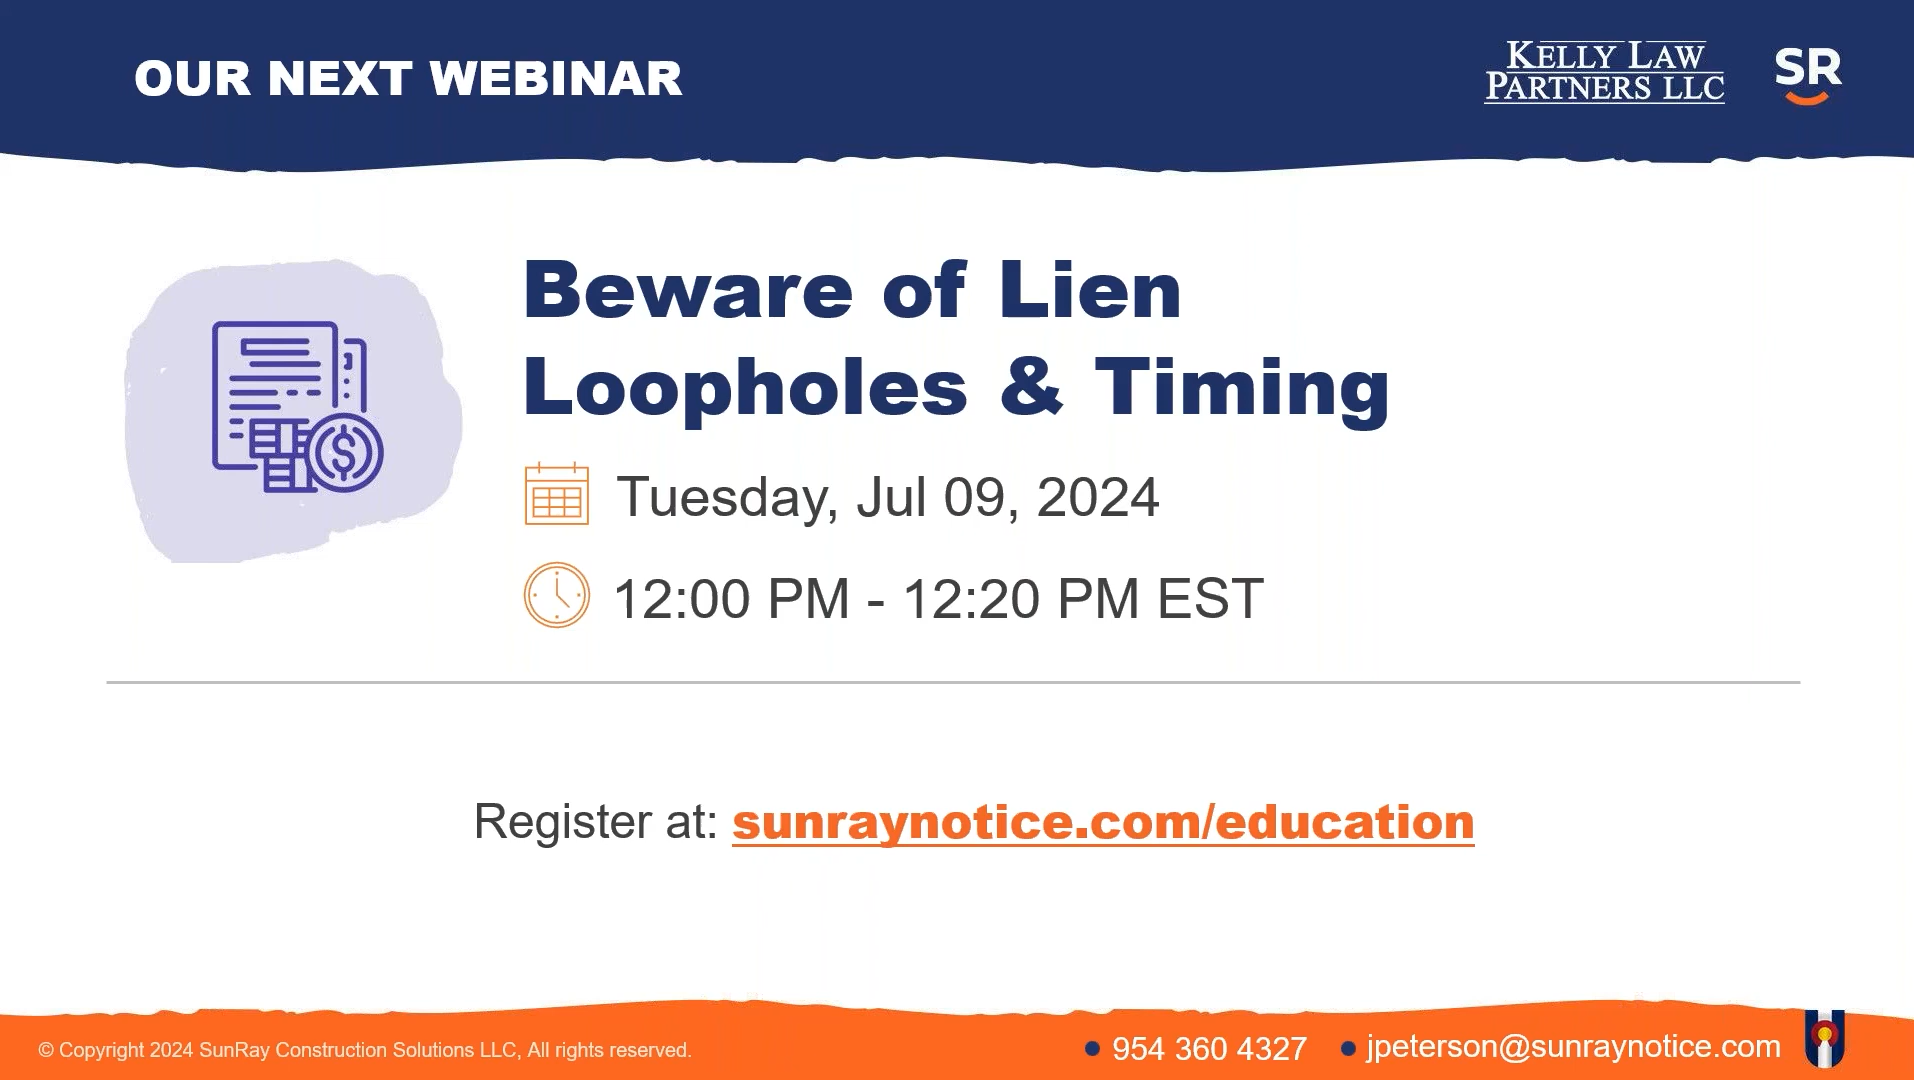 OUR NEXT WEBINAR
KELLY LAW
PARTNERS LLC
SR
Beware of Lien
Loopholes & Timing
Tuesday, Jul 09, 2024
12:00 PM - 12:20 PM EST
Register at: sunraynotice.com/education
© Copyright 2024 SunRay Construction Solutions LLC, All rights reserved.
954 360 4327
jpeterson@sunraynotice.com